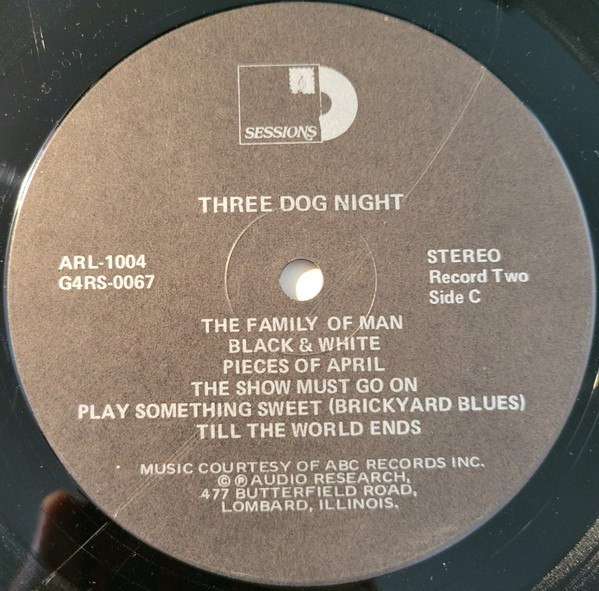 SESSIONS
THREE DOG NIGHT
ARL-1004
G4RS-0067
STEREO
Record Two
Side C
THE FAMILY OF MAN
BLACK & WHITE
PIECES OF APRIL
THE SHOW MUST GO ON
PLAY SOMETHING SWEET (BRICKYARD BLUES)
TILL THE WORLD ENDS
MUSIC COURTESY OF ABC RECORDS INC.
© ℗ AUDIO RESEARCH,
477 BUTTERFIELD ROAD,
LOMBARD, ILLINOIS.